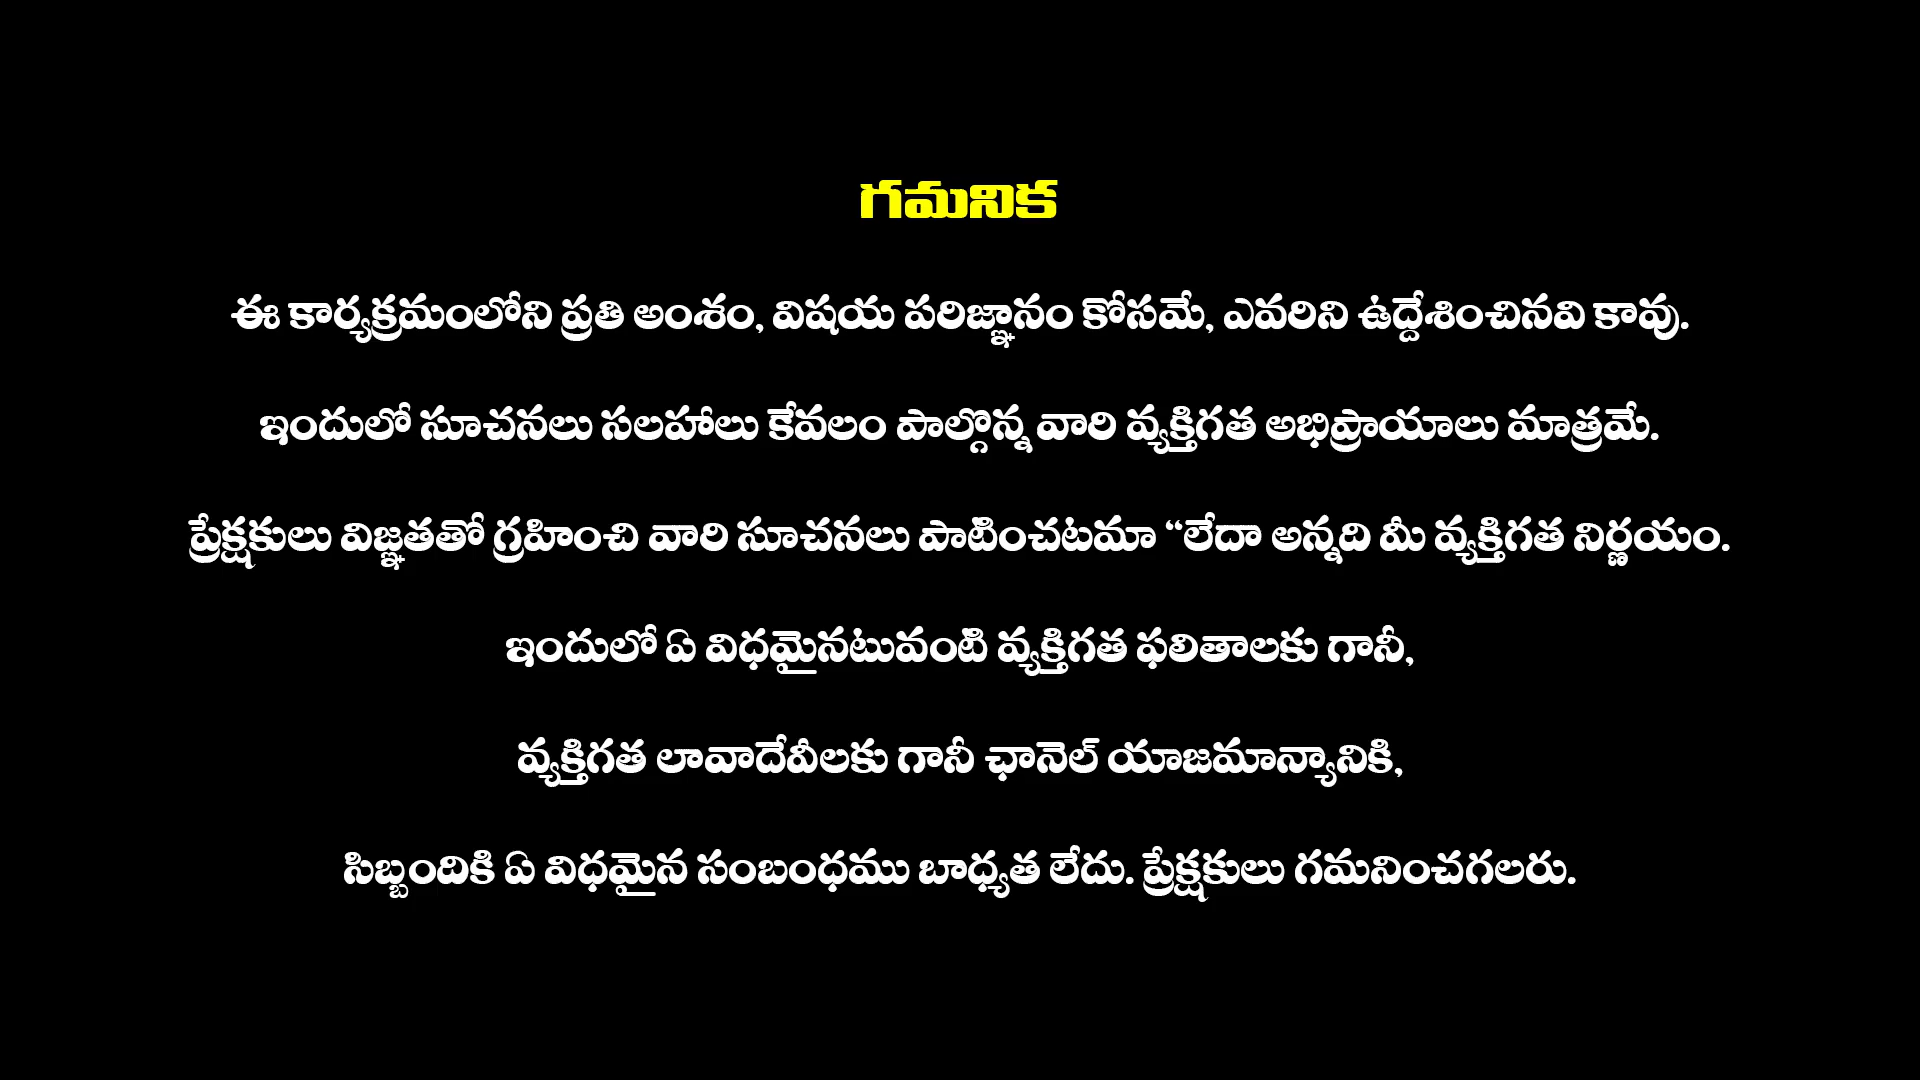 గమనిక
ఈ కార్యక్రమంలోని ప్రతి అంశం, విషయ పరిజ్ఞానం కోసమే, ఎవరిని ఉద్దేశించినవి కావు.
ఇందులో సూచనలు సలహాలు కేవలం పాల్గొన్న వారి వ్యక్తిగత అభిప్రాయాలు మాత్రమే.
ప్రేక్షకులు విజ్ఞతతో గ్రహించి వారి సూచనలు పాటించటమా “లేదా అన్నది మీ వ్యక్తిగత నిర్ణయం.
ఇందులో ఏ విధమైనటువంటి వ్యక్తిగత ఫలితాలకు గానీ,
వ్యక్తిగత లావాదేవీలకు గానీ ఛానెల్ యాజమాన్యానికి,
సిబ్బందికి ఏ విధమైన సంబంధము బాధ్యత లేదు. ప్రేక్షకులు గమనించగలరు.